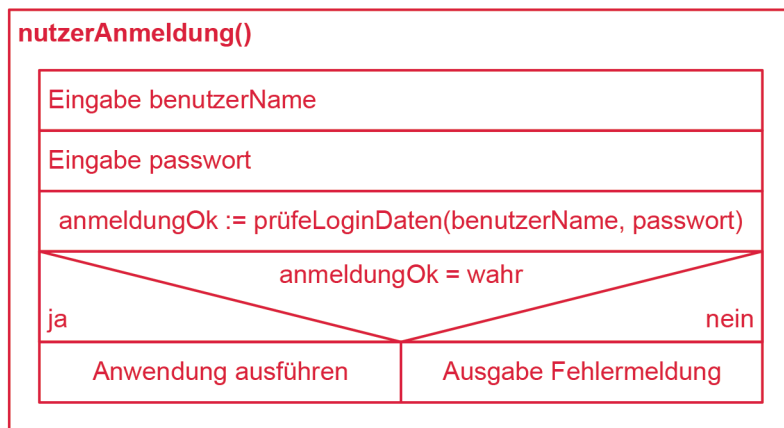 nutzerAnmeldung()
Eingabe benutzerName
Eingabe passwort
anmeldungOk := prüfeLoginDaten(benutzerName, passwort)
anmeldungOk = wahr
ja
nein
Anwendung ausführen
Ausgabe Fehlermeldung